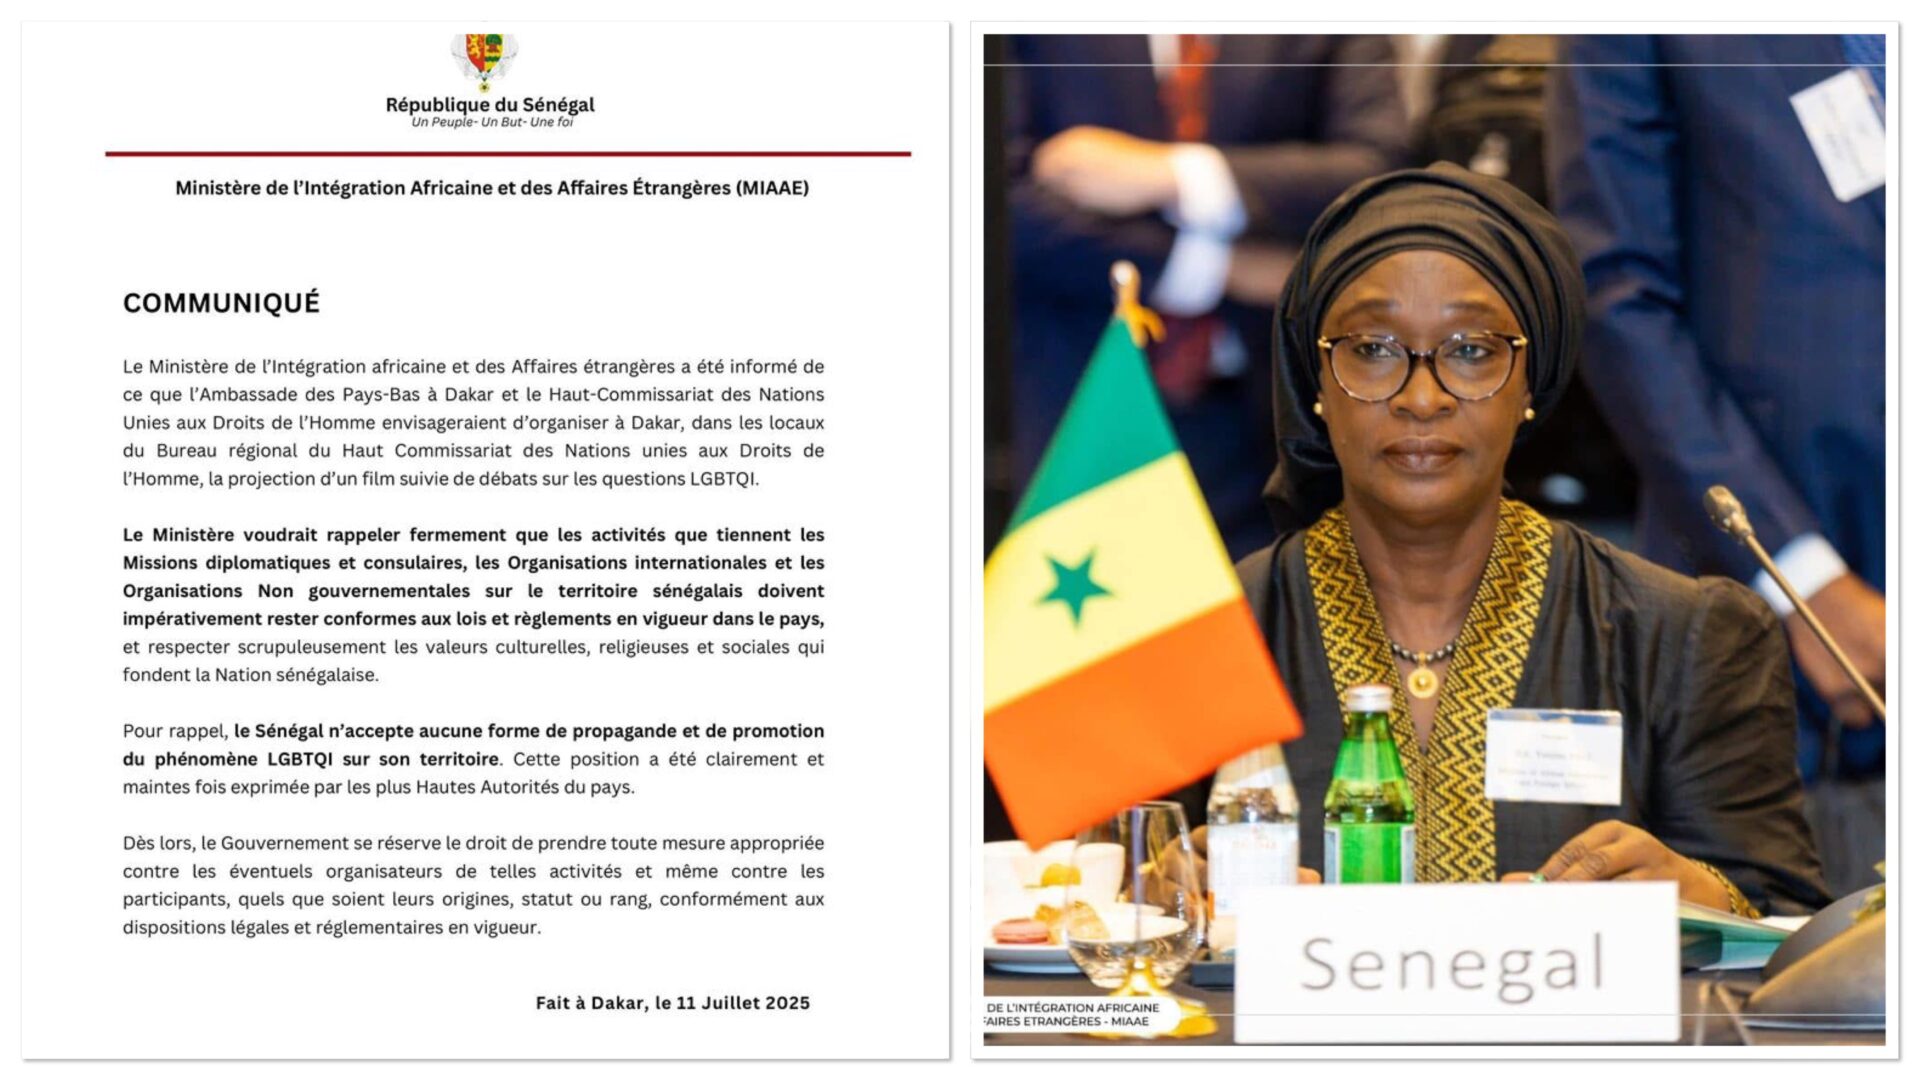 République du Sénégal
Un Peuple- Un But- Une foi
Ministère de l’Intégration Africaine et des Affaires Étrangères (MIAAE)
COMMUNIQUÉ
Le Ministère de l’Intégration africaine et des Affaires étrangères a été informé de
ce que l’Ambassade des Pays-Bas à Dakar et le Haut-Commissariat des Nations
Unies aux Droits de l’Homme envisageraient d’organiser à Dakar, dans les locaux
du Bureau régional du Haut Commissariat des Nations unies aux Droits de
l’Homme, la projection d’un film suivie de débats sur les questions LGBTQI.
Le Ministère voudrait rappeler fermement que les activités que tiennent les
Missions diplomatiques et consulaires, les Organisations internationales et les
Organisations Non gouvernementales sur le territoire sénégalais doivent
impérativement rester conformes aux lois et règlements en vigueur dans le pays,
et respecter scrupuleusement les valeurs culturelles, religieuses et sociales qui
fondent la Nation sénégalaise.
Pour rappel, le Sénégal n’accepte aucune forme de propagande et de promotion
du phénomène LGBTQI sur son territoire. Cette position a été clairement et
maintes fois exprimée par les plus Hautes Autorités du pays.
Dès lors, le Gouvernement se réserve le droit de prendre toute mesure appropriée
contre les éventuels organisateurs de telles activités et même contre les
participants, quels que soient leurs origines, statut ou rang, conformément aux
dispositions légales et réglementaires en vigueur.
Fait à Dakar, le 11 Juillet 2025
Senegal
DE L’INTÉGRATION AFRICAINE
FAIRES ETRANGÈRES - MIAAE